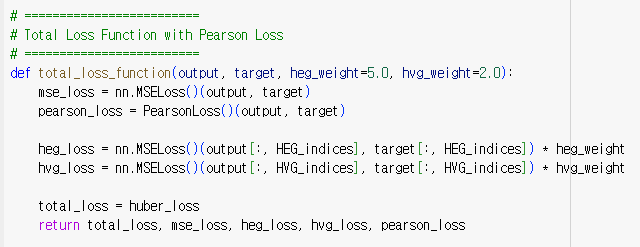 # =========================
# Total Loss Function with Pearson Loss
# =========================
def total_loss_function(output, target, heg_weight=5.0, hvg_weight=2.0):
    mse_loss = nn.MSELoss()(output, target)
    pearson_loss = PearsonLoss()(output, target)

    heg_loss = nn.MSELoss()(output[:, HEG_indices], target[:, HEG_indices]) * heg_weight
    hvg_loss = nn.MSELoss()(output[:, HVG_indices], target[:, HVG_indices]) * hvg_weight

    total_loss = huber_loss
    return total_loss, mse_loss, heg_loss, hvg_loss, pearson_loss